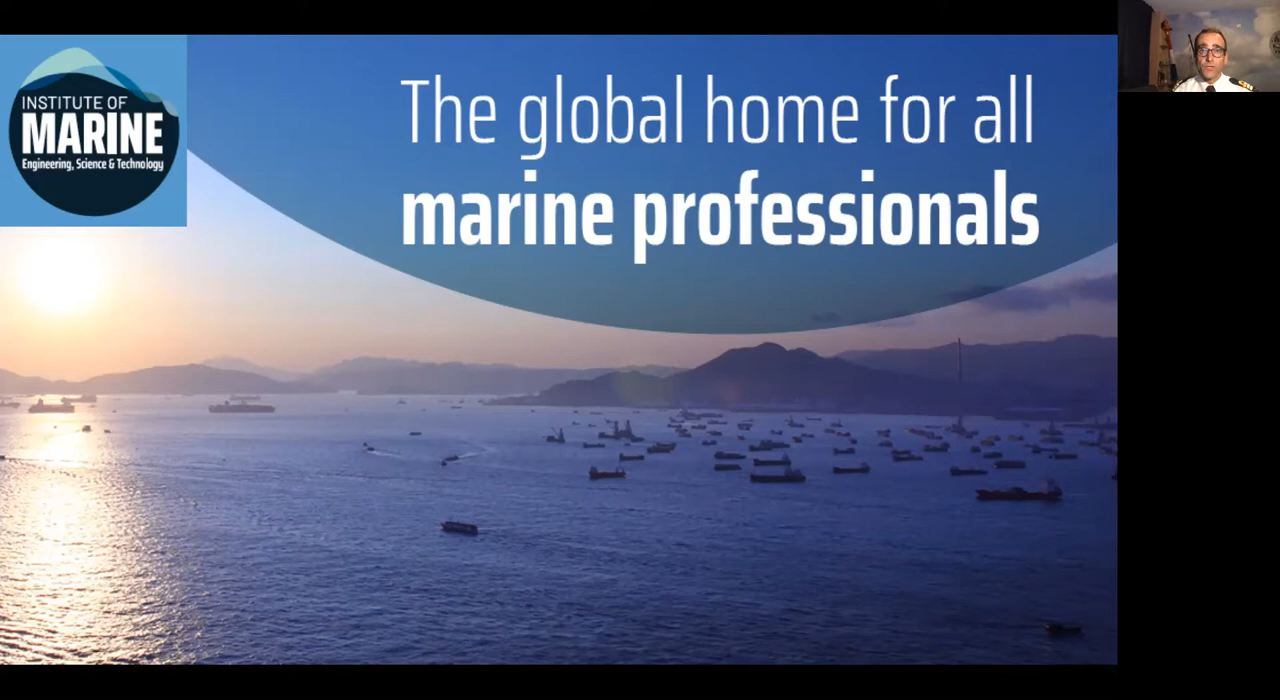 INSTITUTE OF
MARINE
Engineering, Science & Technology
The global home for all
marine professionals